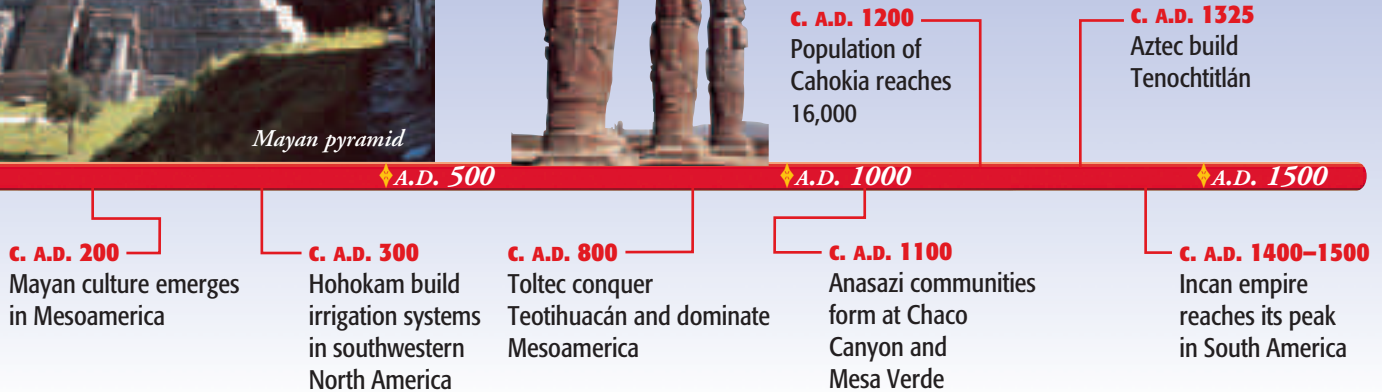 C. A.D. 1200
Population of
Cahokia reaches
16,000
C. A.D. 1325
Aztec build
Tenochtitlán
Mayan pyramid
A.D. 500
A.D. 1000
A.D. 1500
C. A.D. 200
Mayan culture emerges
in Mesoamerica
C. A.D. 300
Hohokam build
irrigation systems
in southwestern
North America
C. A.D. 800
Toltec conquer
Teotihuacán and dominate
Mesoamerica
C. A.D. 1100
Anasazi communities
form at Chaco
Canyon and
Mesa Verde
C. A.D. 1400–1500
Incan empire
reaches its peak
in South America